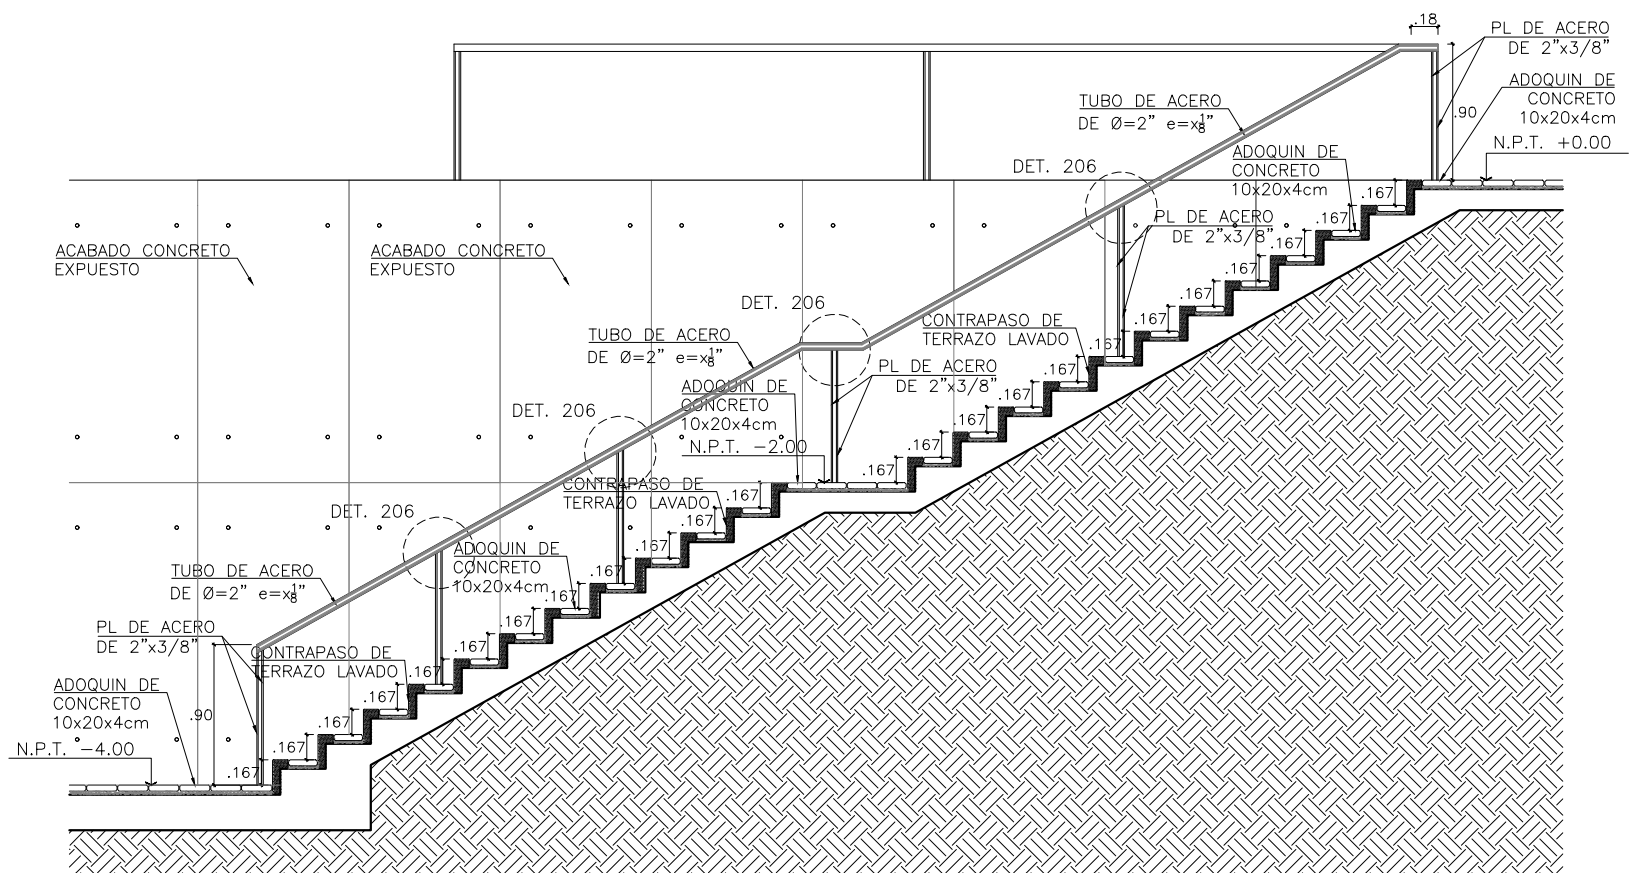 .18
PL DE ACERO
DE 2"x3/8"
ADOQUIN DE
CONCRETO
10x20x4cm
.90
N.P.T. +0.00
TUBO DE ACERO
DE Ø=2" e=x1/8"
ADOQUIN DE
CONCRETO
10x20x4cm
DET. 206
.167
PL DE ACERO
DE 2"x3/8"
.167
.167
ACABADO CONCRETO
EXPUESTO
ACABADO CONCRETO
EXPUESTO
.167
.167
DET. 206
.167
CONTRAPASO DE
TERRAZO LAVADO
.167
TUBO DE ACERO
DE Ø=2" e=x1/8"
PL DE ACERO
DE 2"x3/8"
.167
ADOQUIN DE
CONCRETO
10x20x4cm
.167
DET. 206
.167
N.P.T. -2.00
.167
.167
CONTRAPASO DE
TERRAZO LAVADO
.167
DET. 206
.167
.167
ADOQUIN DE
CONCRETO
10x20x4cm
.167
TUBO DE ACERO
DE Ø=2" e=x1/8"
.167
.167
PL DE ACERO
DE 2"x3/8"
.167
CONTRAPASO DE
TERRAZO LAVADO
.167
ADOQUIN DE
CONCRETO
10x20x4cm
.167
.90
.167
N.P.T. -4.00
.167
.167